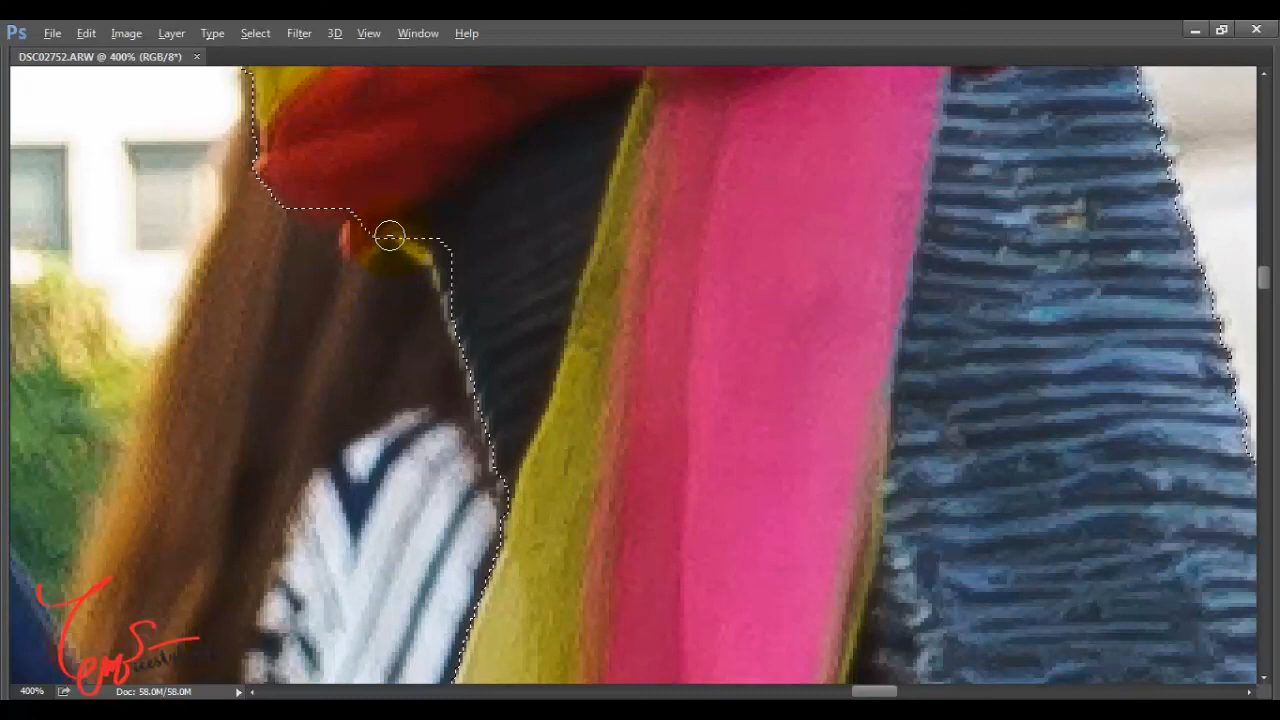 Ps File Edit Image Layer Type Select Filter 3D View Window Help
DSC02752.ARW @ 400% (RGB/8*) ×
400% Doc: 58.0M/58.0M